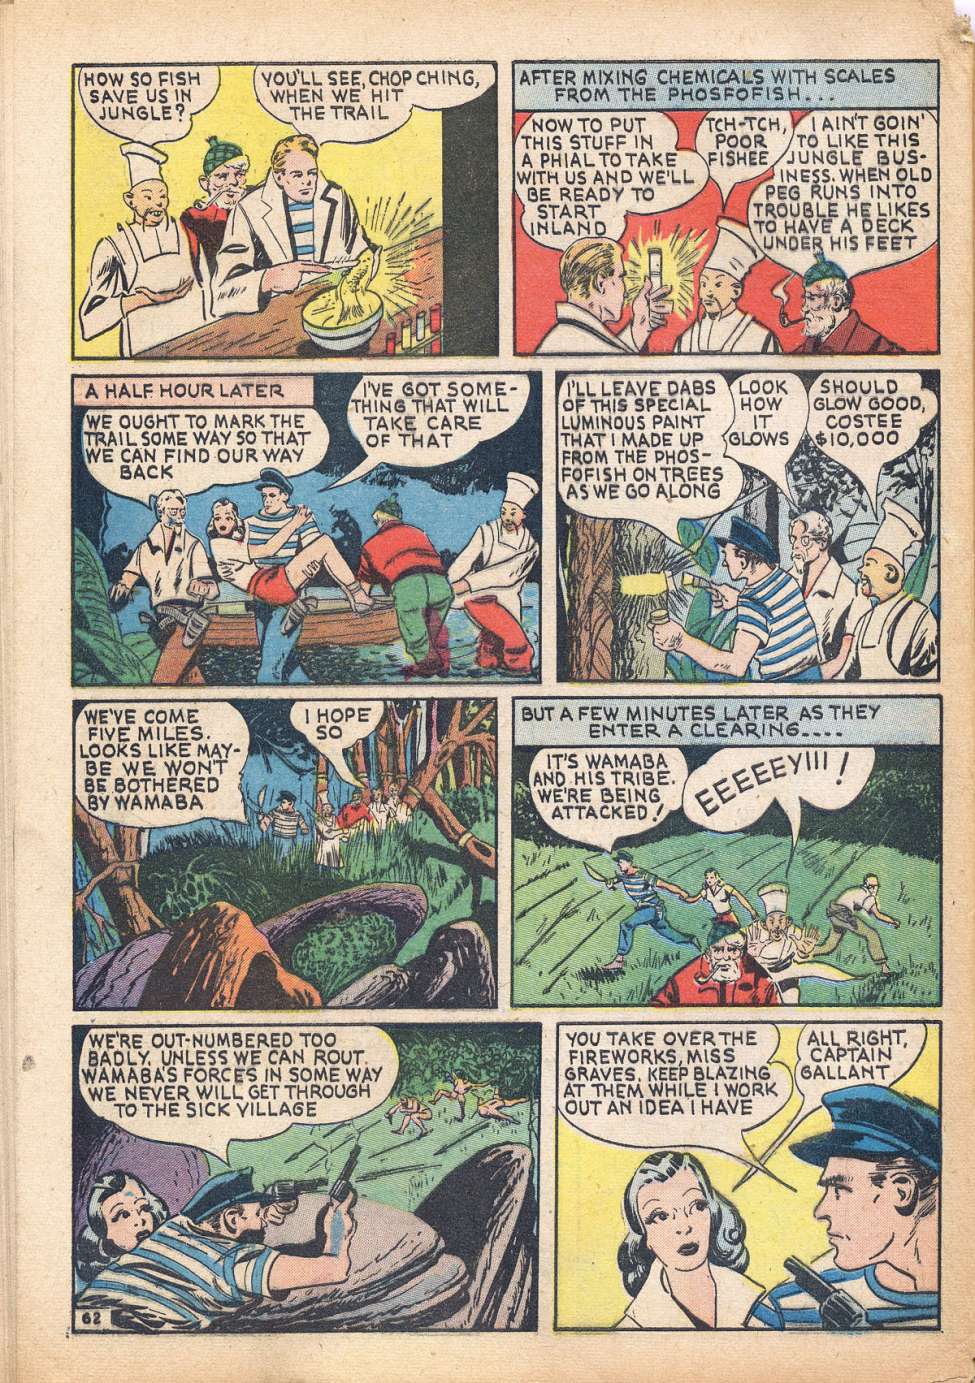 HOW SO FISH
SAVE US IN
JUNGLE?
YOU'LL SEE, CHOP CHING,
WHEN WE HIT
THE TRAIL
AFTER MIXING CHEMICALS WITH SCALES
FROM THE PHOSFOFISH...
NOW TO PUT
THIS STUFF IN
A PHIAL TO TAKE
WITH US AND WE'LL
BE READY TO
START
INLAND
TCH-TCH,
POOR
FISHEE
I AIN'T GOIN'
TO LIKE THIS
JUNGLE BUS-
INESS. WHEN OLD
PEG RUNS INTO
TROUBLE HE LIKES
TO HAVE A DECK
UNDER HIS FEET
A HALF HOUR LATER
WE OUGHT TO MARK THE
TRAIL SOME WAY SO THAT
WE CAN FIND OUR WAY
BACK
I'VE GOT SOME-
THING THAT WILL
TAKE CARE
OF THAT
I'LL LEAVE DABS
OF THIS SPECIAL
LUMINOUS PAINT
THAT I MADE UP
FROM THE PHOS-
FOFISH ON TREES
AS WE GO ALONG
LOOK
HOW
IT
GLOWS
SHOULD
GLOW GOOD,
COSTEE
$10,000
WE'VE COME
FIVE MILES.
LOOKS LIKE MAY-
BE WE WON'T
BE BOTHERED
BY WAMABA
I HOPE
SO
BUT A FEW MINUTES LATER AS THEY
ENTER A CLEARING....
IT'S WAMABA
AND HIS TRIBE.
WE'RE BEING
ATTACKED!
EEEEEYIII!
WE'RE OUT-NUMBERED TOO
BADLY. UNLESS WE CAN ROUT
WAMABA'S FORCES IN SOME WAY
WE NEVER WILL GET THROUGH
TO THE SICK VILLAGE
62
YOU TAKE OVER THE
FIREWORKS, MISS
GRAVES. KEEP BLAZING
AT THEM WHILE I WORK
OUT AN IDEA I HAVE
ALL RIGHT,
CAPTAIN
GALLANT